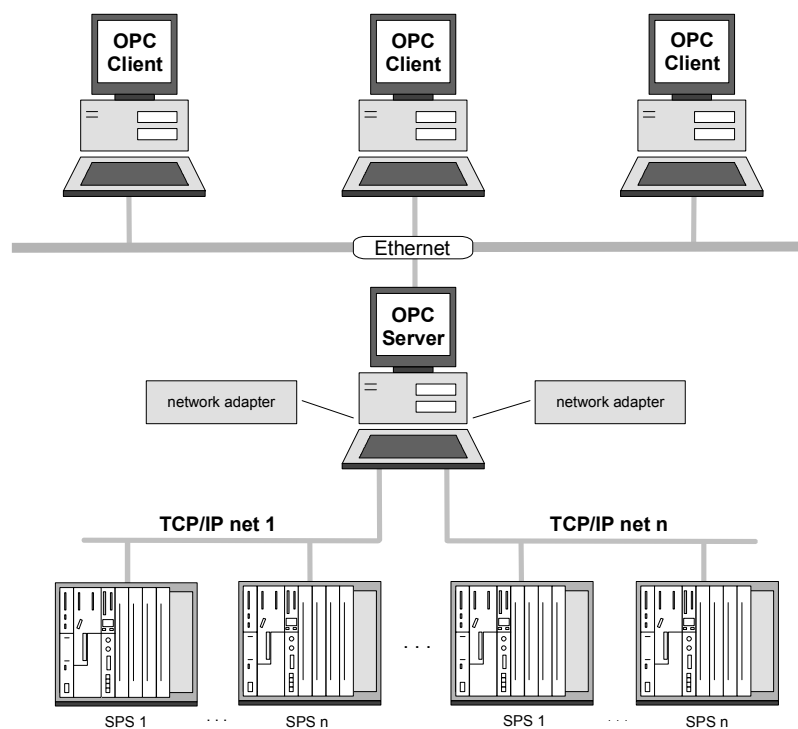 OPC
Client
OPC
Client
OPC
Client
Ethernet
OPC
Server
network adapter
network adapter
TCP/IP net 1
TCP/IP net n
. . .
SPS 1
. . .
SPS n
SPS 1
. . .
SPS n